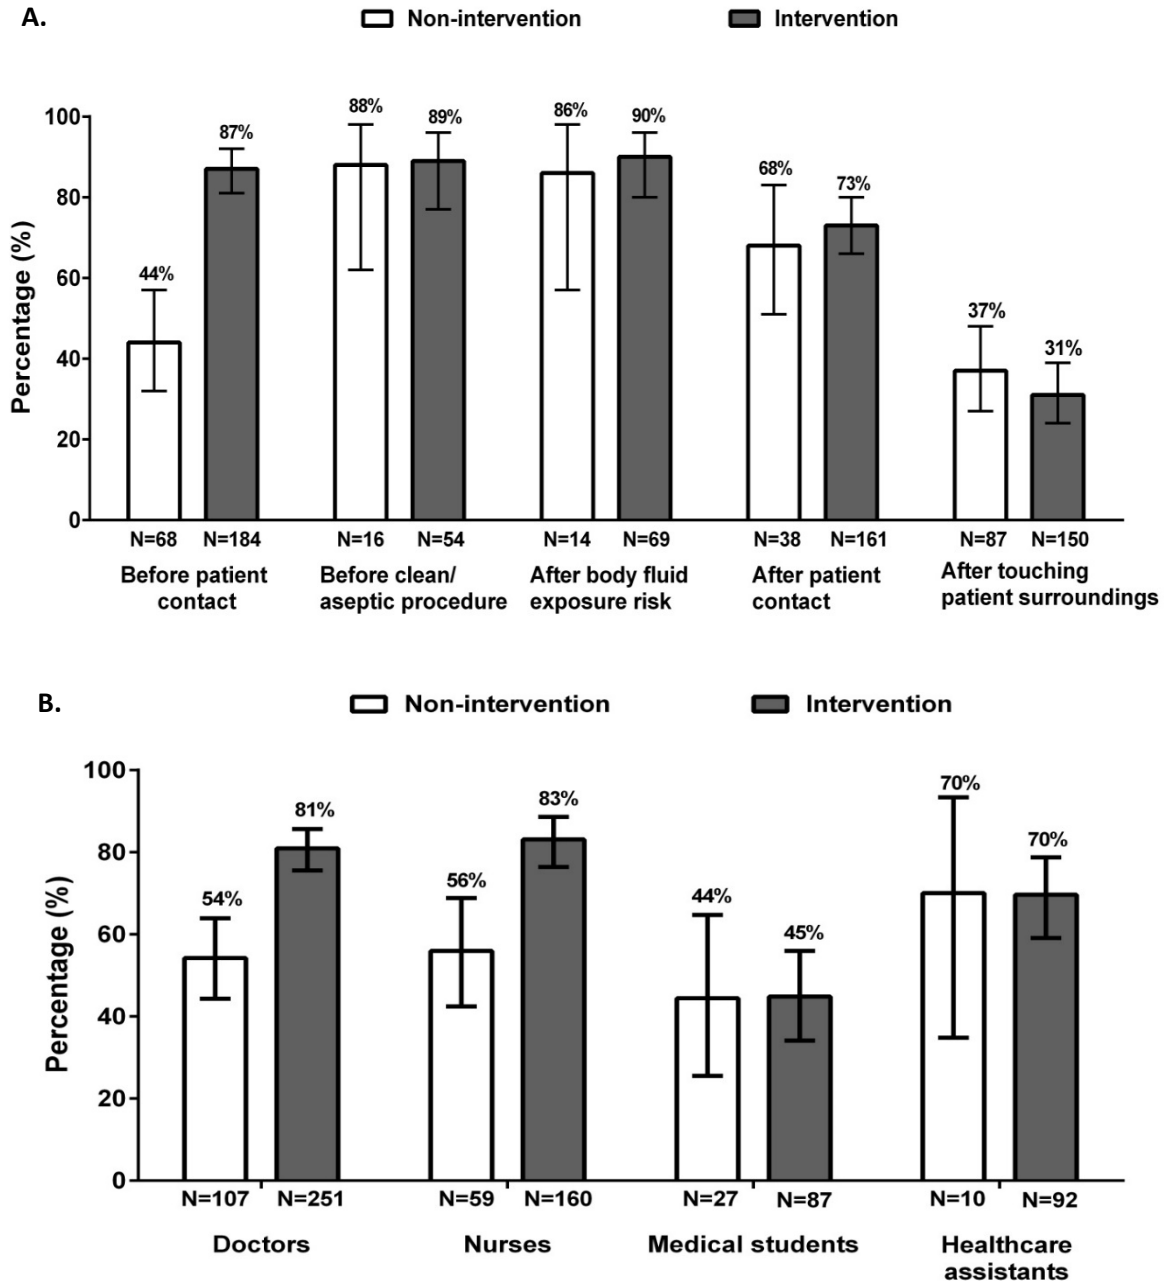 A.
Non-intervention Intervention
Percentage (%)
100
80
60
40
20
0
44% 87% 88% 89% 86% 90% 68% 73% 37% 31%
N=68 N=184 N=16 N=54 N=14 N=69 N=38 N=161 N=87 N=150
Before patient
contact
Before clean/
aseptic procedure
After body fluid
exposure risk
After patient
contact
After touching
patient surroundings
B.
Non-intervention Intervention
Percentage (%)
100
80
60
40
20
0
54% 81% 56% 83% 44% 45% 70% 70%
N=107 N=251 N=59 N=160 N=27 N=87 N=10 N=92
Doctors
Nurses
Medical students
Healthcare
assistants